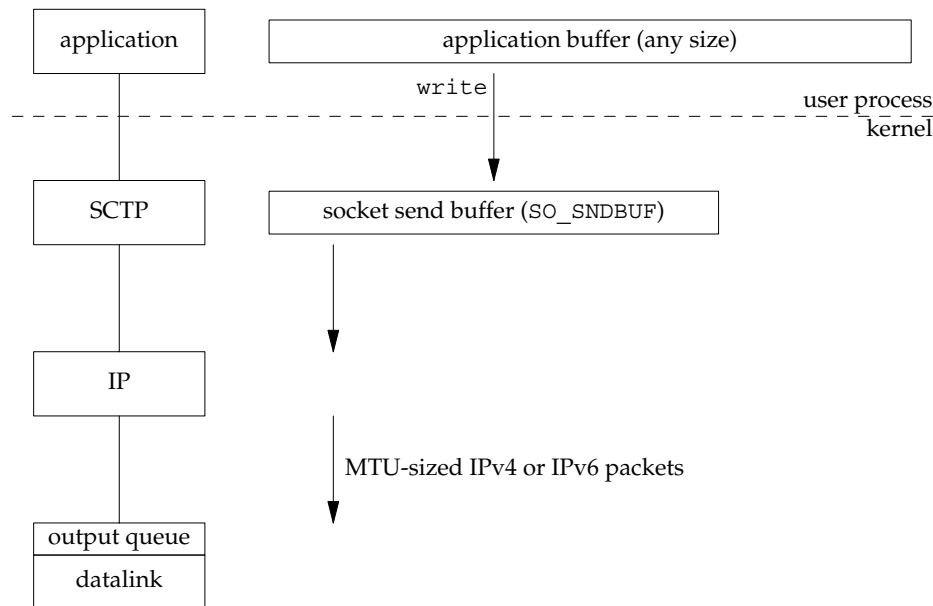 application
application buffer (any size)
write
user process
kernel
SCTP
socket send buffer (SO_SNDBUF)
IP
MTU-sized IPv4 or IPv6 packets
output queue
datalink